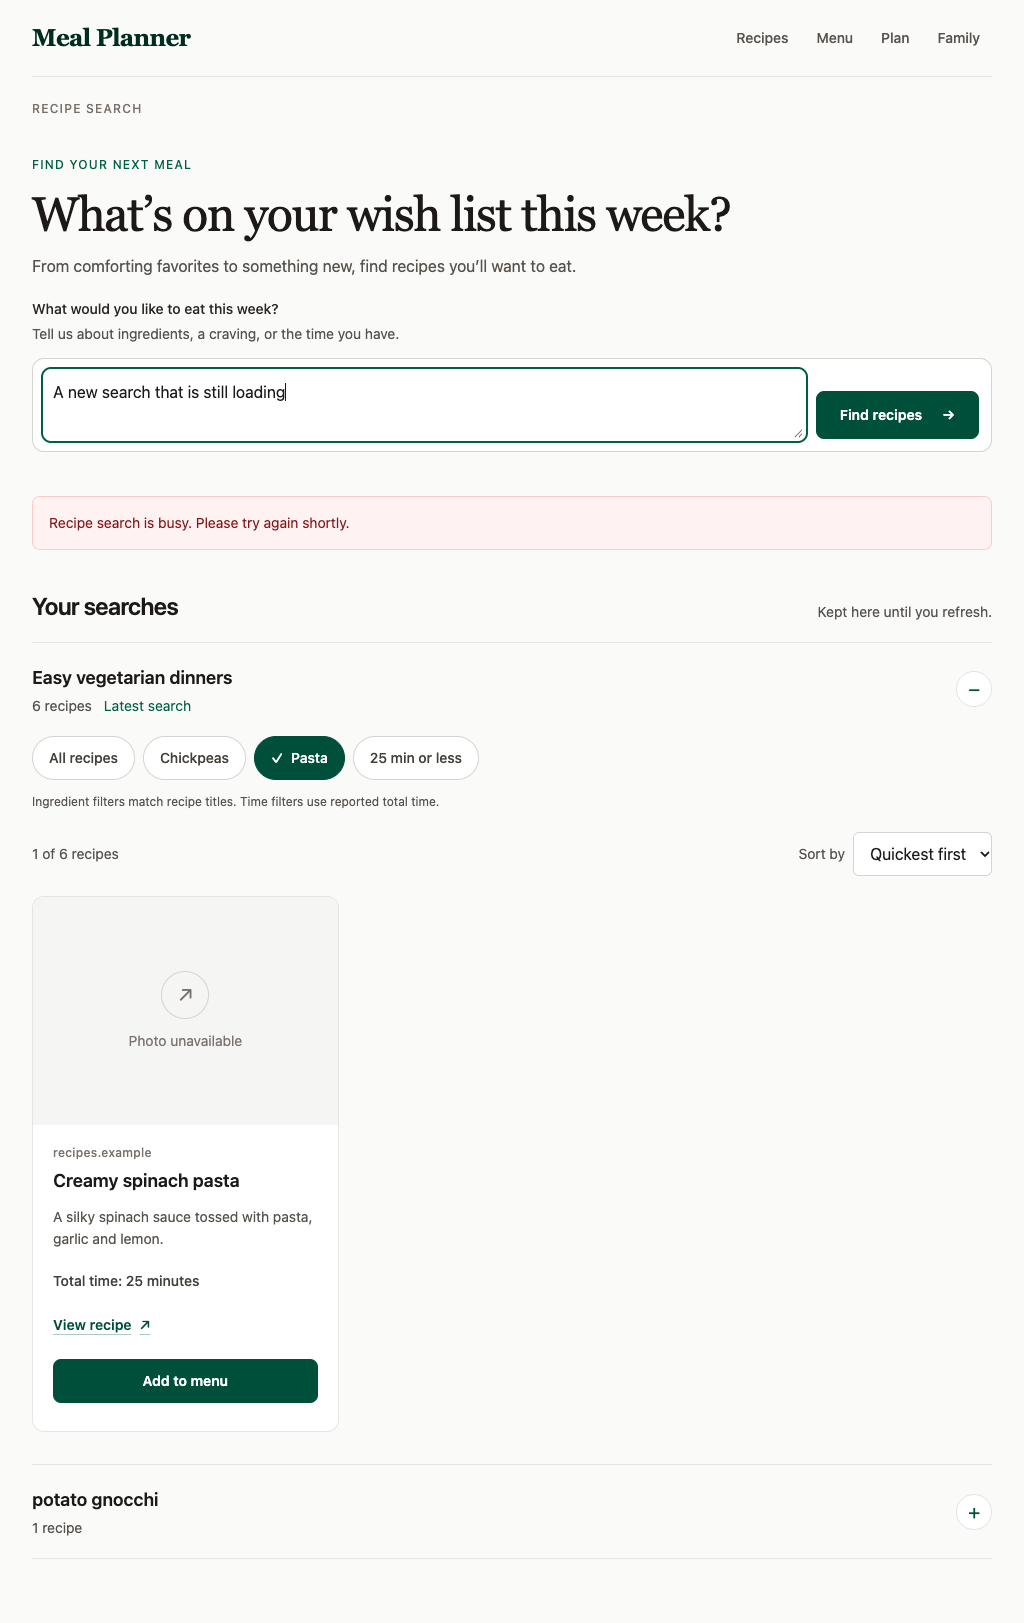 Meal Planner
Recipes Menu Plan Family
RECIPE SEARCH
FIND YOUR NEXT MEAL
What’s on your wish list this week?
From comforting favorites to something new, find recipes you’ll want to eat.
What would you like to eat this week?
Tell us about ingredients, a craving, or the time you have.
A new search that is still loading
Find recipes →
Recipe search is busy. Please try again shortly.
Your searches
Kept here until you refresh.
Easy vegetarian dinners
6 recipes Latest search
All recipes Chickpeas ✓ Pasta 25 min or less
Ingredient filters match recipe titles. Time filters use reported total time.
1 of 6 recipes
Sort by Quickest first
Photo unavailable
recipes.example
Creamy spinach pasta
A silky spinach sauce tossed with pasta,
garlic and lemon.
Total time: 25 minutes
View recipe ↗
Add to menu
potato gnocchi
1 recipe